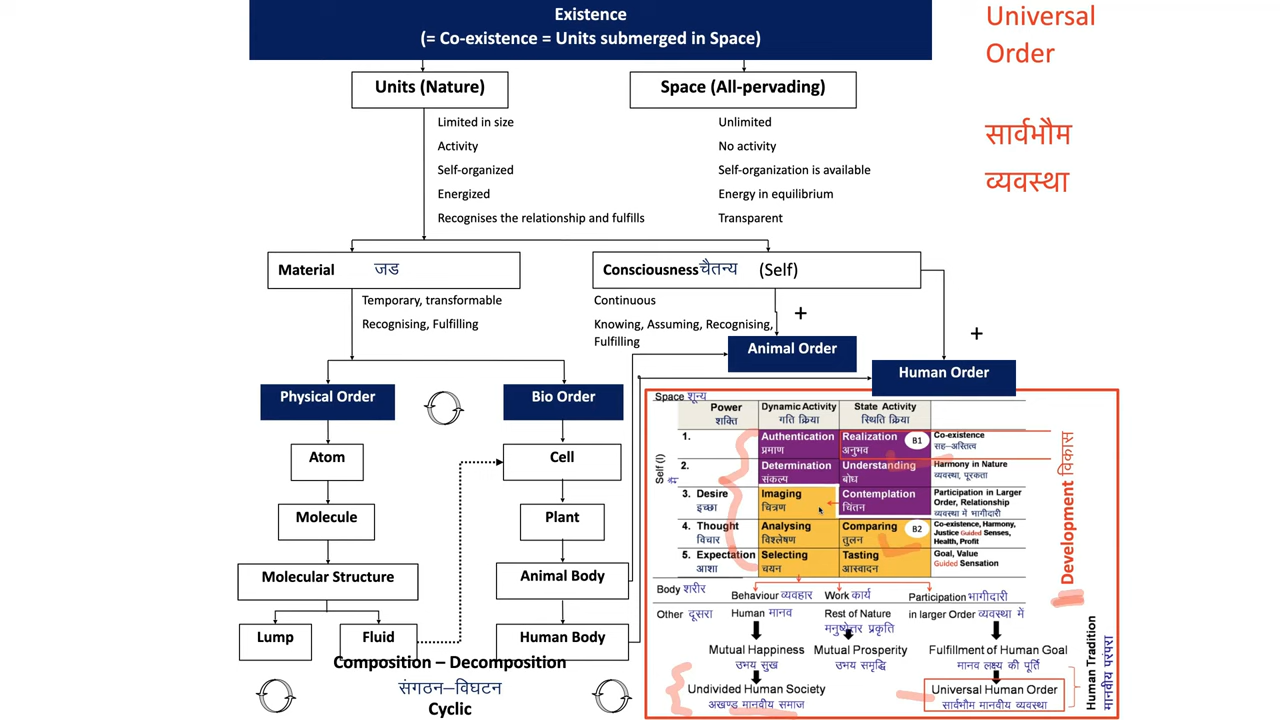 Existence
(= Co-existence = Units submerged in Space)
Universal
Order
सार्वभौम
व्यवस्था
Units (Nature)
Space (All-pervading)
Limited in size
Activity
Self-organized
Energized
Recognises the relationship and fulfills
Unlimited
No activity
Self-organization is available
Energy in equilibrium
Transparent
Material जड
Consciousness चैतन्य (Self)
Temporary, transformable
Recognising, Fulfilling
Continuous
Knowing, Assuming, Recognising,
Fulfilling
+
+
Animal Order
Human Order
Physical Order
Bio Order
Atom
Molecule
Molecular Structure
Lump
Fluid
Cell
Plant
Animal Body
Human Body
Composition – Decomposition
संगठन–विघटन
Cyclic
Space शून्य
Power
शक्ति
Dynamic Activity
गति क्रिया
State Activity
स्थिति क्रिया
Self (I)
1.
Authentication
प्रमाण
Realization
अनुभव
B1
Co-existence
सह-अस्तित्व
2.
Determination
संकल्प
Understanding
बोध
Harmony in Nature
व्यवस्था, पूरकता
3. Desire
इच्छा
Imaging
चित्रण
Contemplation
चिंतन
Participation in Larger
Order, Relationship
व्यवस्था में भागीदारी
4. Thought
विचार
Analysing
विश्लेषण
Comparing
तुलन
B2
Co-existence, Harmony,
Justice Guided Senses,
Health, Profit
5. Expectation
आशा
Selecting
चयन
Tasting
आस्वादन
Goal, Value
Guided Sensation
Body शरीर
Behaviour व्यवहार
Work कार्य
Participation भागीदारी
Other दूसरा
Human मानव
Rest of Nature
मनुष्येत्तर प्रकृति
in larger Order व्यवस्था में
Mutual Happiness
उभय सुख
Mutual Prosperity
उभय समृद्धि
Fulfillment of Human Goal
मानव लक्ष्य की पूर्ति
Undivided Human Society
अखण्ड मानवीय समाज
Universal Human Order
सार्वभौम मानवीय व्यवस्था
Development विकास
Human Tradition
मानवीय परंपरा